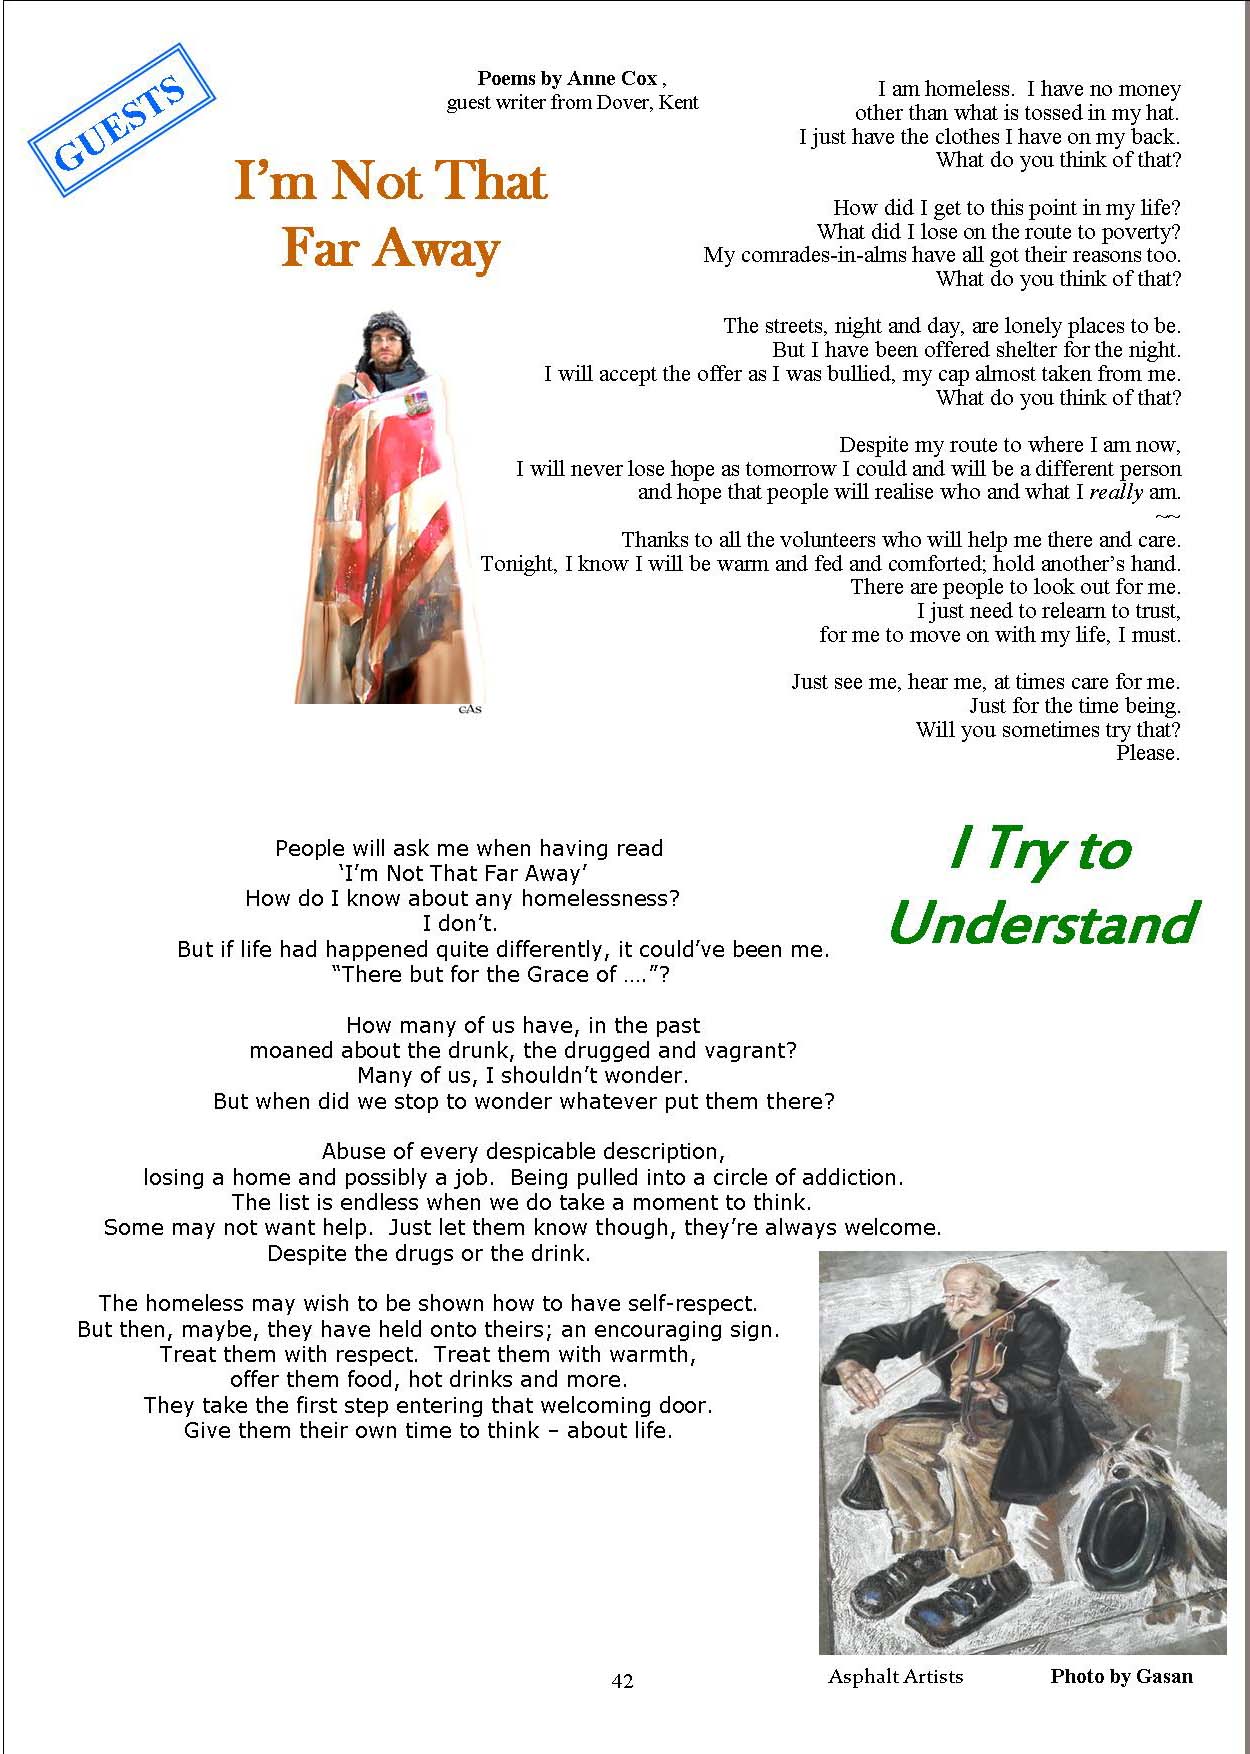 GUESTS
Poems by Anne Cox ,
guest writer from Dover, Kent
I'm Not That
Far Away
I am homeless.  I have no money
other than what is tossed in my hat.
I just have the clothes I have on my back.
What do you think of that?
How did I get to this point in my life?
What did I lose on the route to poverty?
My comrades-in-alms have all got their reasons too.
What do you think of that?
The streets, night and day, are lonely places to be.
But I have been offered shelter for the night.
I will accept the offer as I was bullied, my cap almost taken from me.
What do you think of that?
Despite my route to where I am now,
I will never lose hope as tomorrow I could and will be a different person
and hope that people will realise who and what I really am.
~~
Thanks to all the volunteers who will help me there and care.
Tonight, I know I will be warm and fed and comforted; hold another's hand.
There are people to look out for me.
I just need to relearn to trust,
for me to move on with my life, I must.
Just see me, hear me, at times care for me.
Just for the time being.
Will you sometimes try that?
Please.
cAs
I Try to
Understand
People will ask me when having read
‘I’m Not That Far Away’
How do I know about any homelessness?
I don’t.
But if life had happened quite differently, it could’ve been me.
“There but for the Grace of ….”?
How many of us have, in the past
moaned about the drunk, the drugged and vagrant?
Many of us, I shouldn’t wonder.
But when did we stop to wonder whatever put them there?
Abuse of every despicable description,
losing a home and possibly a job.  Being pulled into a circle of addiction.
The list is endless when we do take a moment to think.
Some may not want help.  Just let them know though, they’re always welcome.
Despite the drugs or the drink.
The homeless may wish to be shown how to have self-respect.
But then, maybe, they have held onto theirs; an encouraging sign.
Treat them with respect.  Treat them with warmth,
offer them food, hot drinks and more.
They take the first step entering that welcoming door.
Give them their own time to think – about life.
42
Asphalt Artists
Photo by Gasan